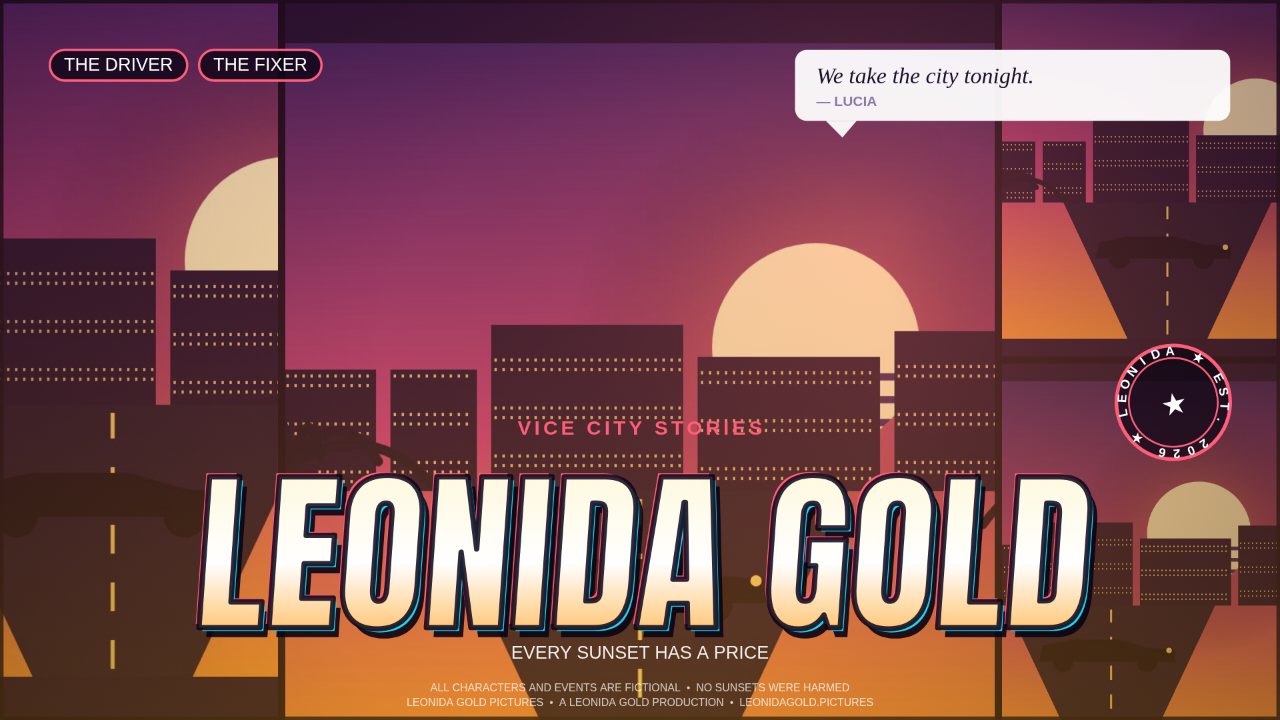 THE DRIVER
THE FIXER
We take the city tonight.
— LUCIA
★ LEONIDA ★ EST. 2026
VICE CITY STORIES
LEONIDA GOLD
EVERY SUNSET HAS A PRICE
ALL CHARACTERS AND EVENTS ARE FICTIONAL • NO SUNSETS WERE HARMED
LEONIDA GOLD PICTURES • A LEONIDA GOLD PRODUCTION • LEONIDAGOLD.PICTURES